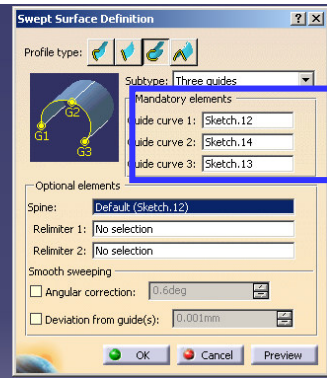 Swept Surface Definition
Profile type:
Subtype: Three guides
Mandatory elements
Guide curve 1: Sketch.12
Guide curve 2: Sketch.14
Guide curve 3: Sketch.13
G1
G2
G3
Optional elements
Spine: Default (Sketch.12)
Relimiter 1: No selection
Relimiter 2: No selection
Smooth sweeping
Angular correction: 0.6deg
Deviation from guide(s): 0.001mm
OK Cancel Preview